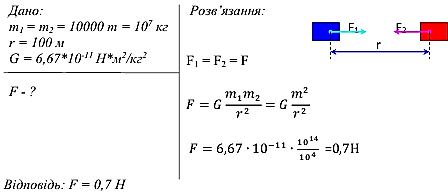 Дано:
m₁ = m₂ = 10000 т = 10⁷ кг
r = 100 м
G = 6,67*10⁻¹¹ Н*м²/кг²
F - ?
Розв'язання:
F₁ F₂
r
F₁ = F₂ = F
F = G m₁m₂/r² = G m²/r²
F = 6,67 · 10⁻¹¹ · 10¹⁴/10⁴ =0,7Н
Відповідь: F = 0,7 Н